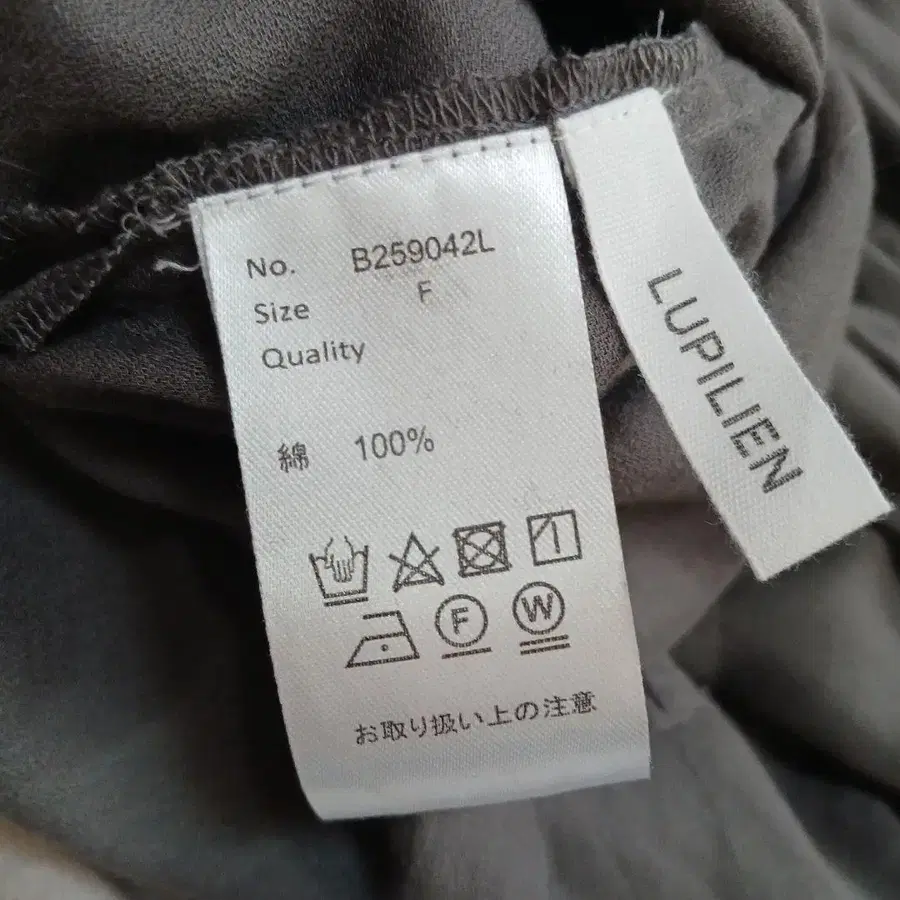 No. B259042L
Size F
Quality
綿 100%
F W
お取り扱い上の注意
LUPILIEN